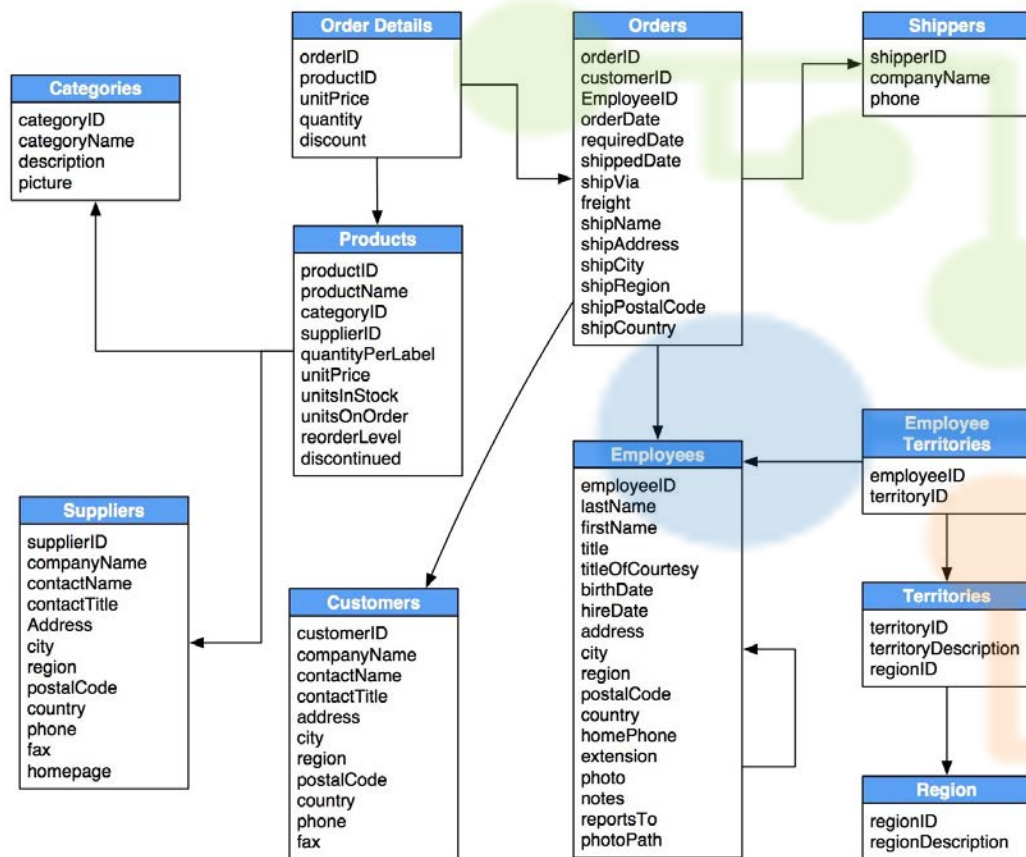 Order Details
orderID
productID
unitPrice
quantity
discount
Orders
orderID
customerID
EmployeeID
orderDate
requiredDate
shippedDate
shipVia
freight
shipName
shipAddress
shipCity
shipRegion
shipPostalCode
shipCountry
Shippers
shipperID
companyName
phone
Categories
categoryID
categoryName
description
picture
Products
productID
productName
categoryID
supplierID
quantityPerLabel
unitPrice
unitsInStock
unitsOnOrder
reorderLevel
discontinued
Employee
Territories
employeeID
territoryID
Employees
employeeID
lastName
firstName
title
titleOfCourtesy
birthDate
hireDate
address
city
region
postalCode
country
homePhone
extension
photo
notes
reportsTo
photoPath
Suppliers
supplierID
companyName
contactName
contactTitle
Address
city
region
postalCode
country
phone
fax
homepage
Customers
customerID
companyName
contactName
contactTitle
address
city
region
postalCode
country
phone
fax
Territories
territoryID
territoryDescription
regionID
Region
regionID
regionDescription